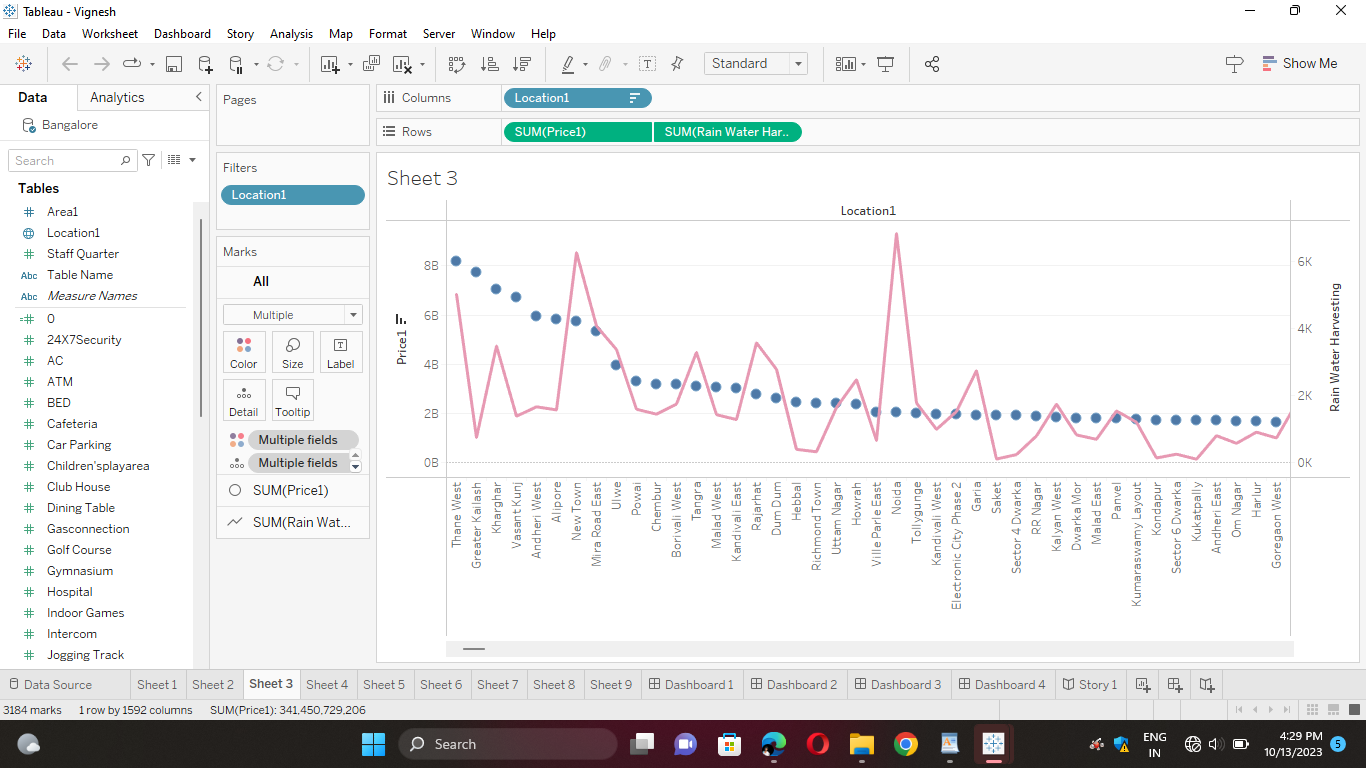 Tableau - Vignesh
File Data Worksheet Dashboard Story Analysis Map Format Server Window Help
Standard
Show Me
Data Analytics
Bangalore
Search
Tables
Area1
Location1
Staff Quarter
Abc Table Name
Abc Measure Names
0
24X7Security
AC
ATM
BED
Cafeteria
Car Parking
Children'splayarea
Club House
Dining Table
Gasconnection
Golf Course
Gymnasium
Hospital
Indoor Games
Intercom
Jogging Track
Pages
Filters
Location1
Marks
All
Multiple
Color Size Label
Detail Tooltip
Multiple fields
Multiple fields
SUM(Price1)
SUM(Rain Wat...
Columns Location1
Rows SUM(Price1) SUM(Rain Water Har..
Sheet 3
Location1
8B
6B
4B
2B
0B
Price1
6K
4K
2K
0K
Rain Water Harvesting
Thane West
Greater Kailash
Kharghar
Vasant Kunj
Andheri West
Alipore
New Town
Mira Road East
Ulwe
Powai
Chembur
Borivali West
Tangra
Malad West
Kandivali East
Rajarhat
Dum Dum
Hebbal
Richmond Town
Uttam Nagar
Howrah
Ville Parle East
Noida
Tollygunge
Kandivali West
Electronic City Phase 2
Garia
Saket
Sector 4 Dwarka
RR Nagar
Kalyan West
Dwarka Mor
Malad East
Panvel
Kumaraswamy Layout
Kondapur
Sector 6 Dwarka
Kukatpally
Andheri East
Om Nagar
Harlur
Goregaon West
Data Source Sheet 1 Sheet 2 Sheet 3 Sheet 4 Sheet 5 Sheet 6 Sheet 7 Sheet 8 Sheet 9 Dashboard 1 Dashboard 2 Dashboard 3 Dashboard 4 Story 1
3184 marks 1 row by 1592 columns SUM(Price1): 341,450,729,206
Search
ENG
IN
4:29 PM
10/13/2023
5